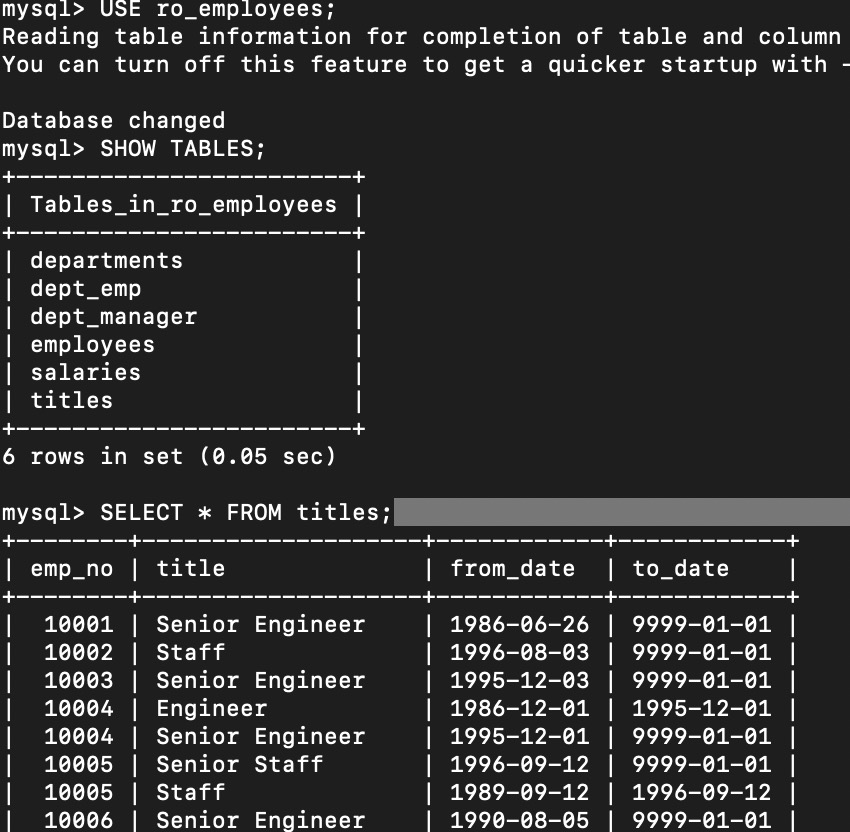 mysql> USE ro_employees;
Reading table information for completion of table and column
You can turn off this feature to get a quicker startup with -
Database changed
mysql> SHOW TABLES;
+------------------------+
| Tables_in_ro_employees |
+------------------------+
| departments            |
| dept_emp               |
| dept_manager           |
| employees              |
| salaries               |
| titles                 |
+------------------------+
6 rows in set (0.05 sec)
mysql> SELECT * FROM titles;
+--------+--------------------+------------+------------+
| emp_no | title              | from_date  | to_date    |
+--------+--------------------+------------+------------+
|  10001 | Senior Engineer    | 1986-06-26 | 9999-01-01 |
|  10002 | Staff              | 1996-08-03 | 9999-01-01 |
|  10003 | Senior Engineer    | 1995-12-03 | 9999-01-01 |
|  10004 | Engineer           | 1986-12-01 | 1995-12-01 |
|  10004 | Senior Engineer    | 1995-12-01 | 9999-01-01 |
|  10005 | Senior Staff       | 1996-09-12 | 9999-01-01 |
|  10005 | Staff              | 1989-09-12 | 1996-09-12 |
|  10006 | Senior Engineer    | 1990-08-05 | 9999-01-01 |